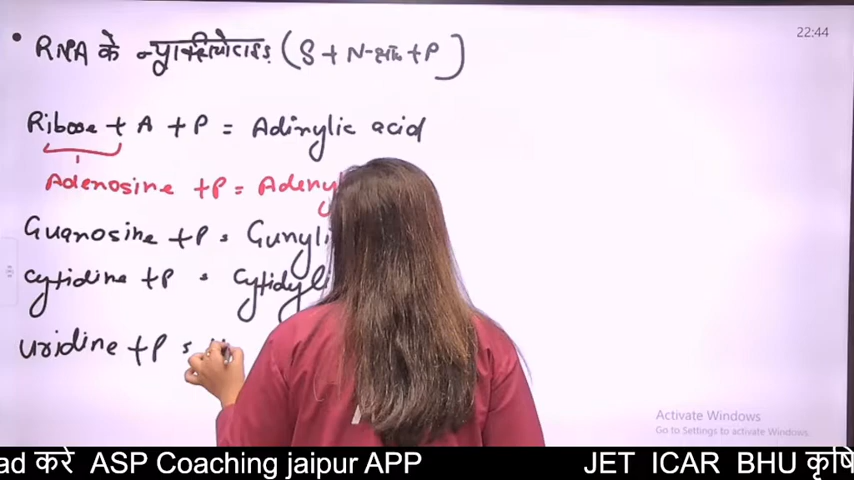 22:44
• RNA के न्यूक्लियोटाइड (S + N-क्षार + P)
Ribose + A + P = Adinylic acid
Adenosine + P = Adeny
Guanosine + P = Gunyli
Cytidine + P = Cytidyli
Uridine + P =
Activate Windows
Go to Settings to activate Windows.
ad करे ASP Coaching jaipur APP JET ICAR BHU कृषि